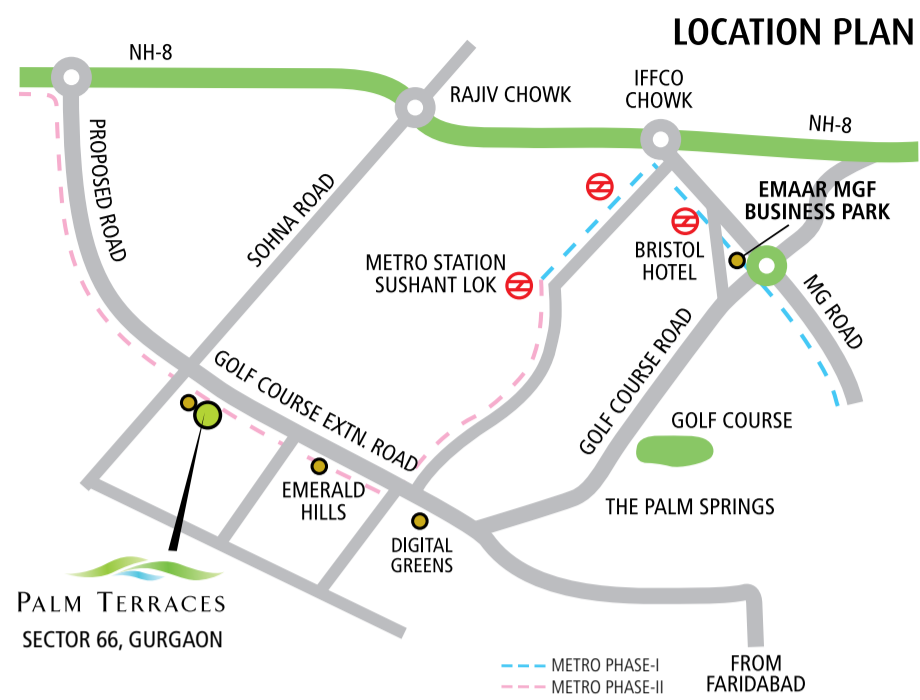 LOCATION PLAN
NH-8
RAJIV CHOWK
IFFCO
CHOWK
NH-8
PROPOSED ROAD
SOHNA ROAD
EMAAR MGF
BUSINESS PARK
METRO STATION
SUSHANT LOK
BRISTOL
HOTEL
MG ROAD
GOLF COURSE EXTN. ROAD
GOLF COURSE ROAD
GOLF COURSE
EMERALD
HILLS
THE PALM SPRINGS
DIGITAL
GREENS
PALM TERRACES
SECTOR 66, GURGAON
METRO PHASE-I
METRO PHASE-II
FROM
FARIDABAD